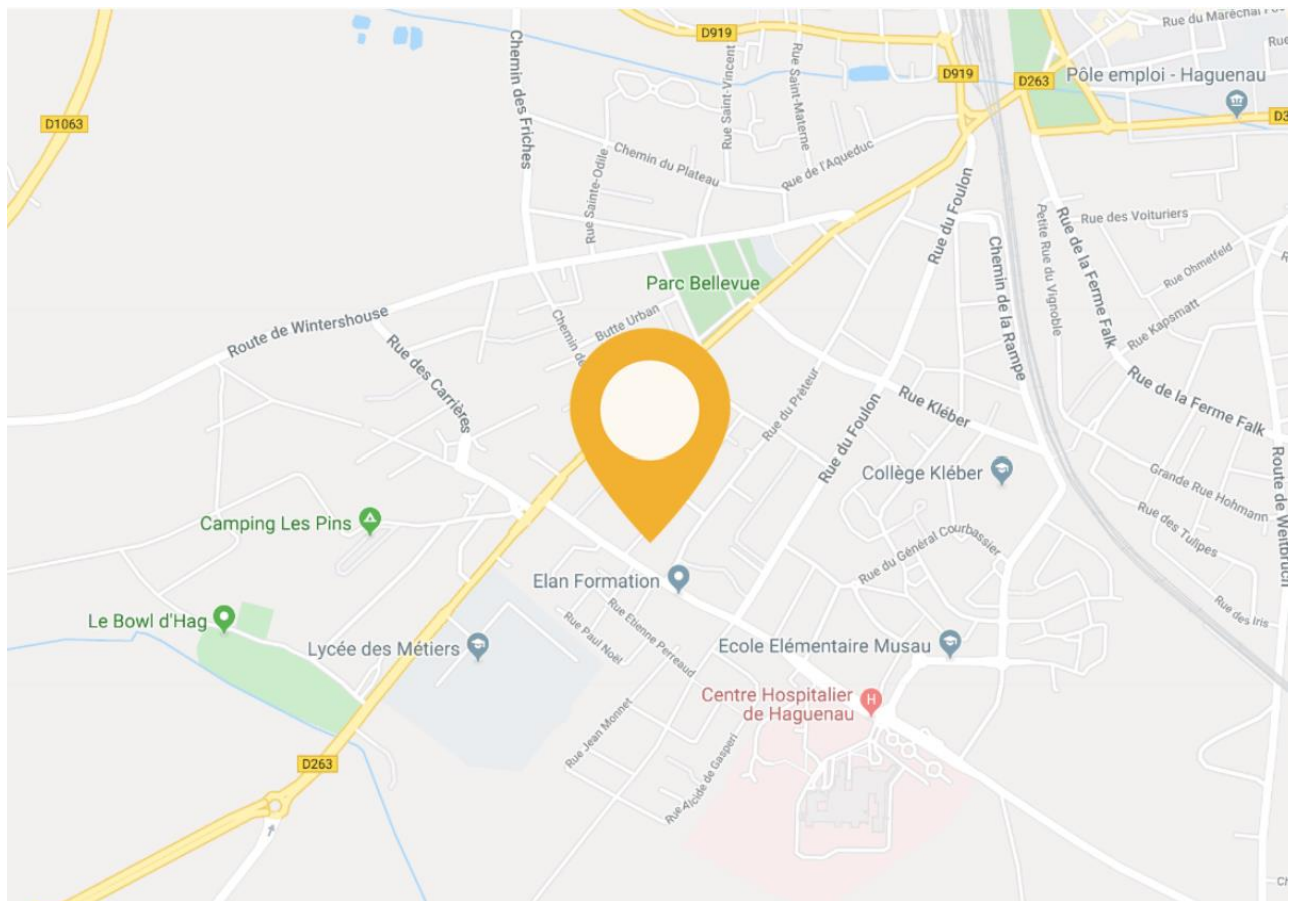 Rue du Maréchal
D919
Rue
Chemin des Friches
Rue Saint-Vincent
Rue Saint-Materne
D919
D263
Pôle emploi - Haguenau
D1063
D3
Chemin du Plateau
Rue de l'Aqueduc
Rue Sainte-Odile
Rue du Foulon
Petite Rue du Vignoble
Rue des Voituriers
Rue de la Ferme Falk
Chemin de la Rampe
Rue Ohmetfeld
Parc Bellevue
Butte Urban
Route de Wintershouse
Chemin de
Rue Kapsmatt
Rue des Carrières
Rue du Prêteur
Rue Kléber
Rue de la Ferme Falk
Rue du Foulon
Collège Kléber
Grande Rue Hohmann
Route de Weitbruch
Camping Les Pins
Rue des Tulipes
Rue du Général Courbassier
Elan Formation
Le Bowl d'Hag
Rue des Iris
Rue Etienne Perreaud
Rue Paul Noël
Lycée des Métiers
Ecole Elémentaire Musau
Centre Hospitalier
de Haguenau
H
Rue Jean Monnet
Rue Alcide de Gasperi
D263